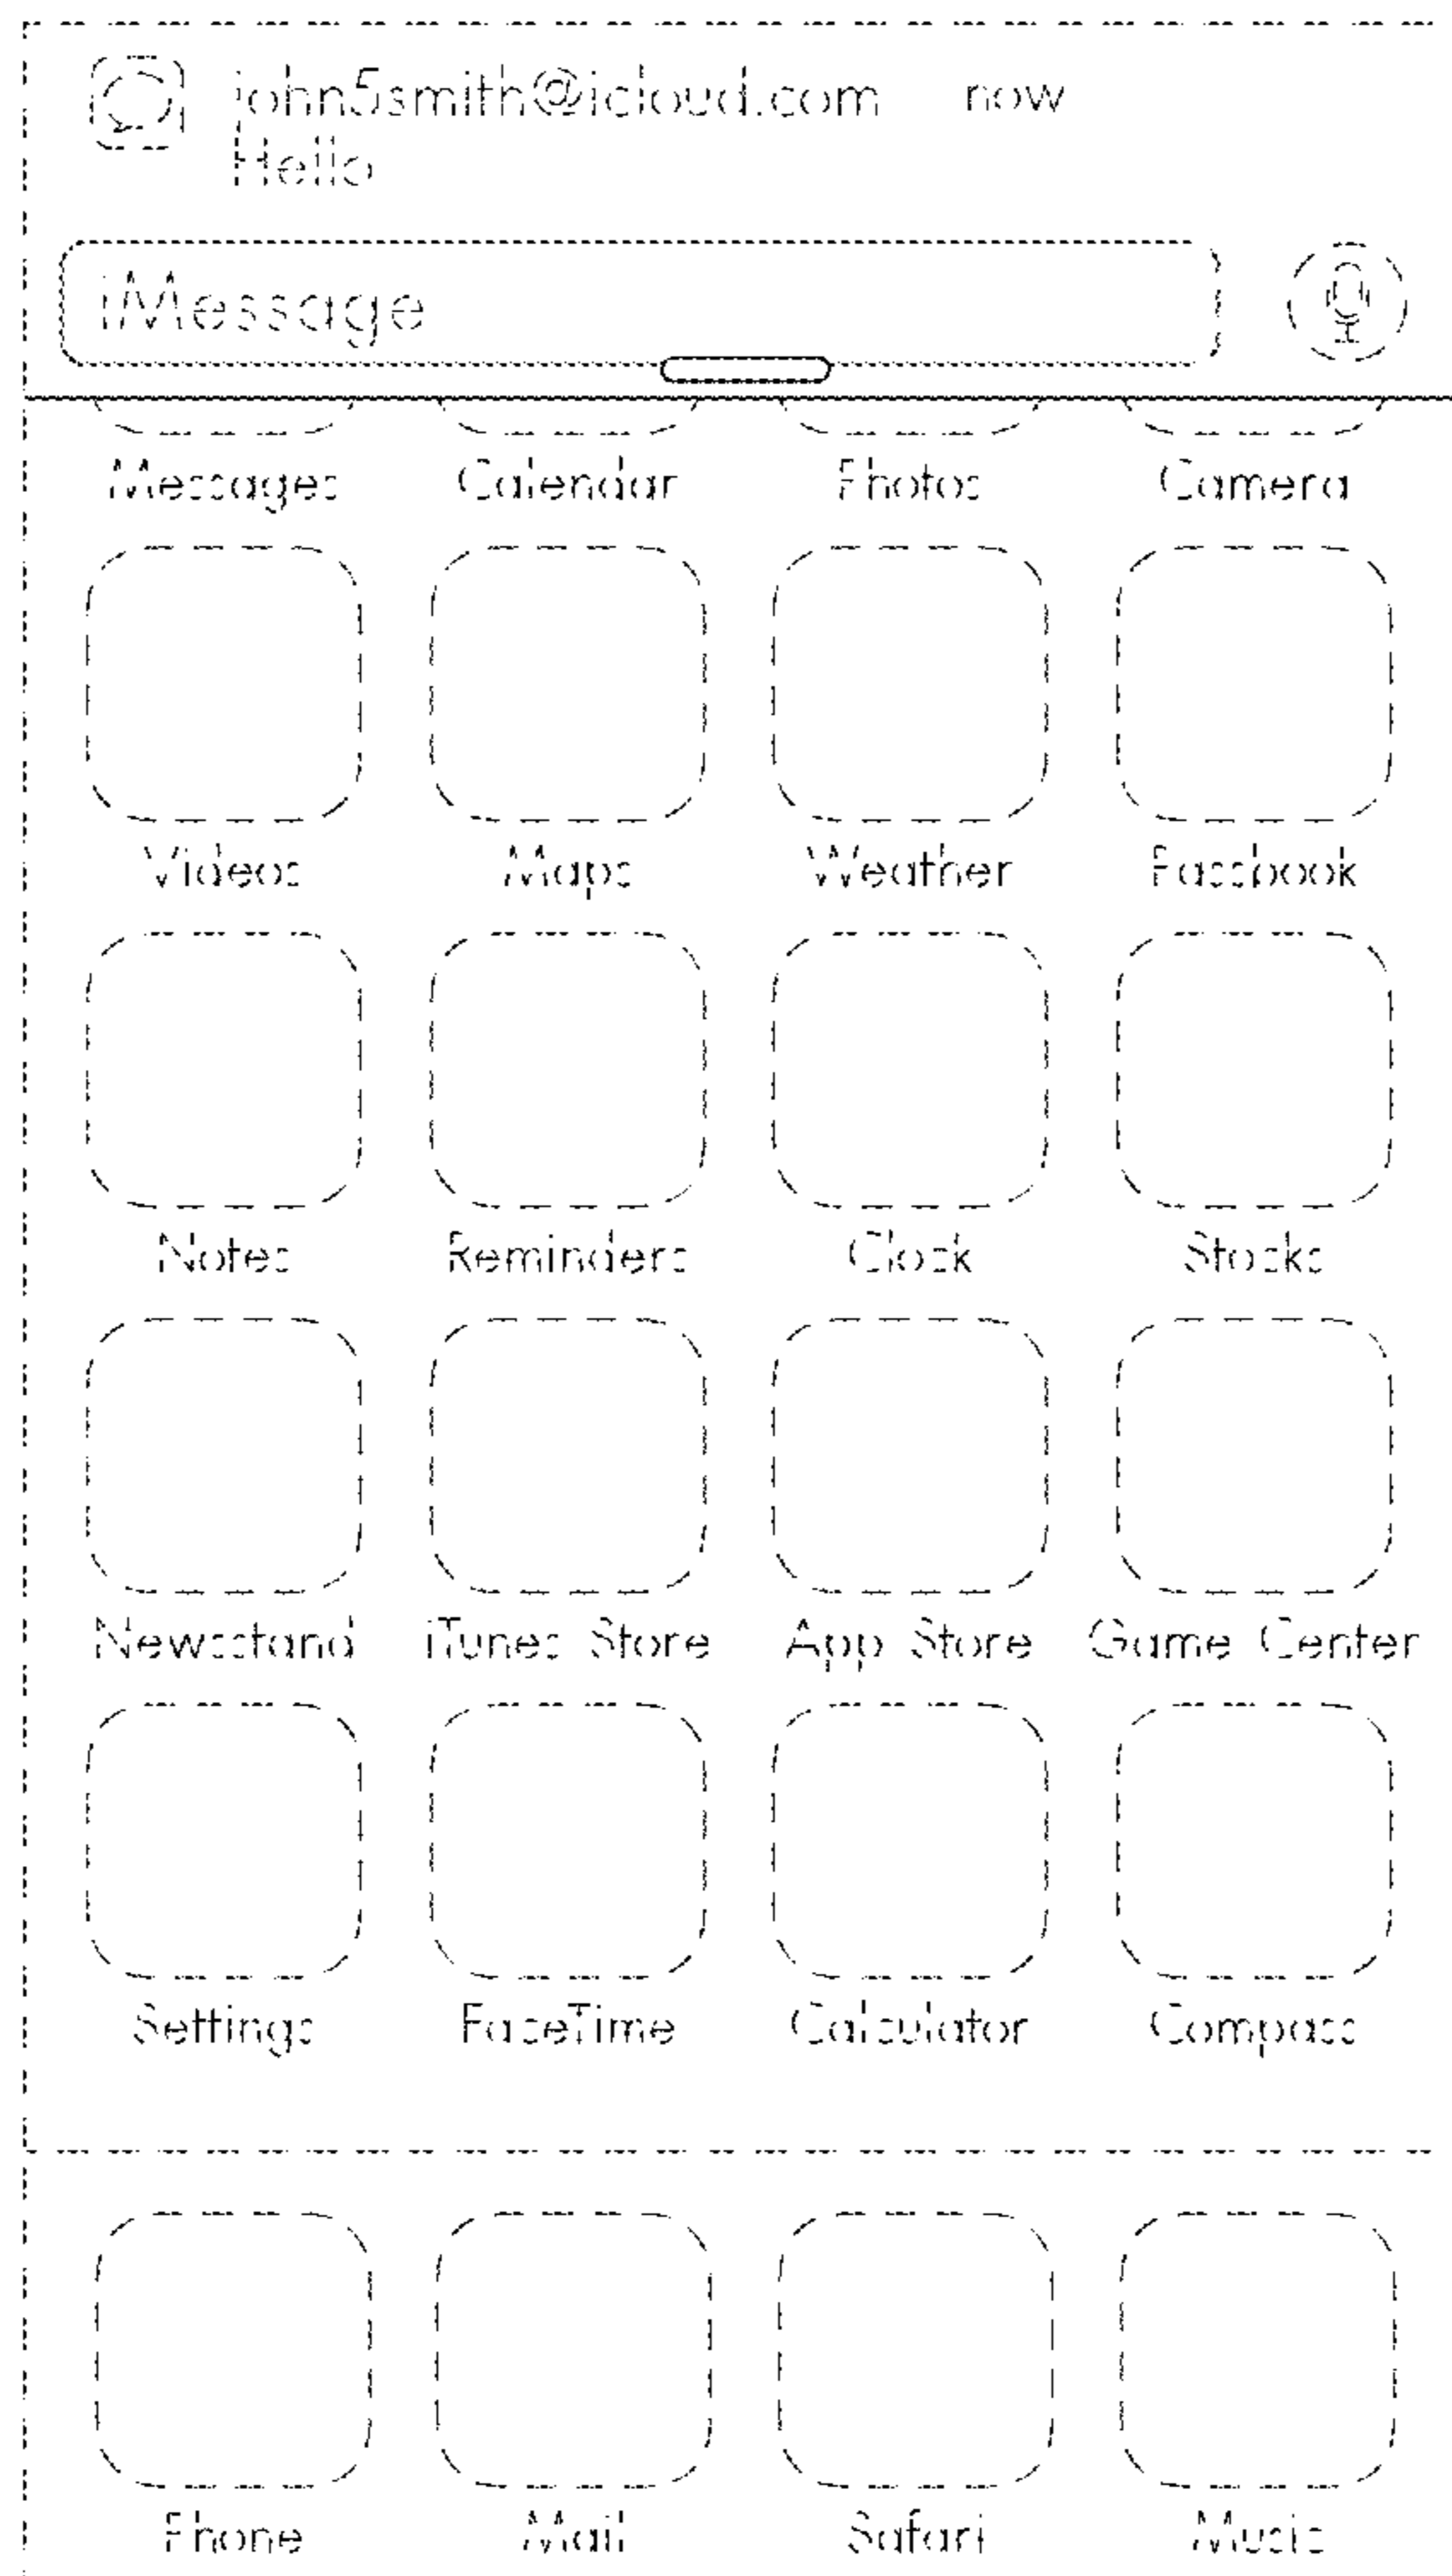 john5smith@icloud.com now
Hello
iMessage
Messages Calendar Photos Camera
Videos Maps Weather Passbook
Notes Reminders Clock Stocks
Newsstand iTunes Store App Store Game Center
Settings FaceTime Calculator Compass
Phone Mail Safari Music